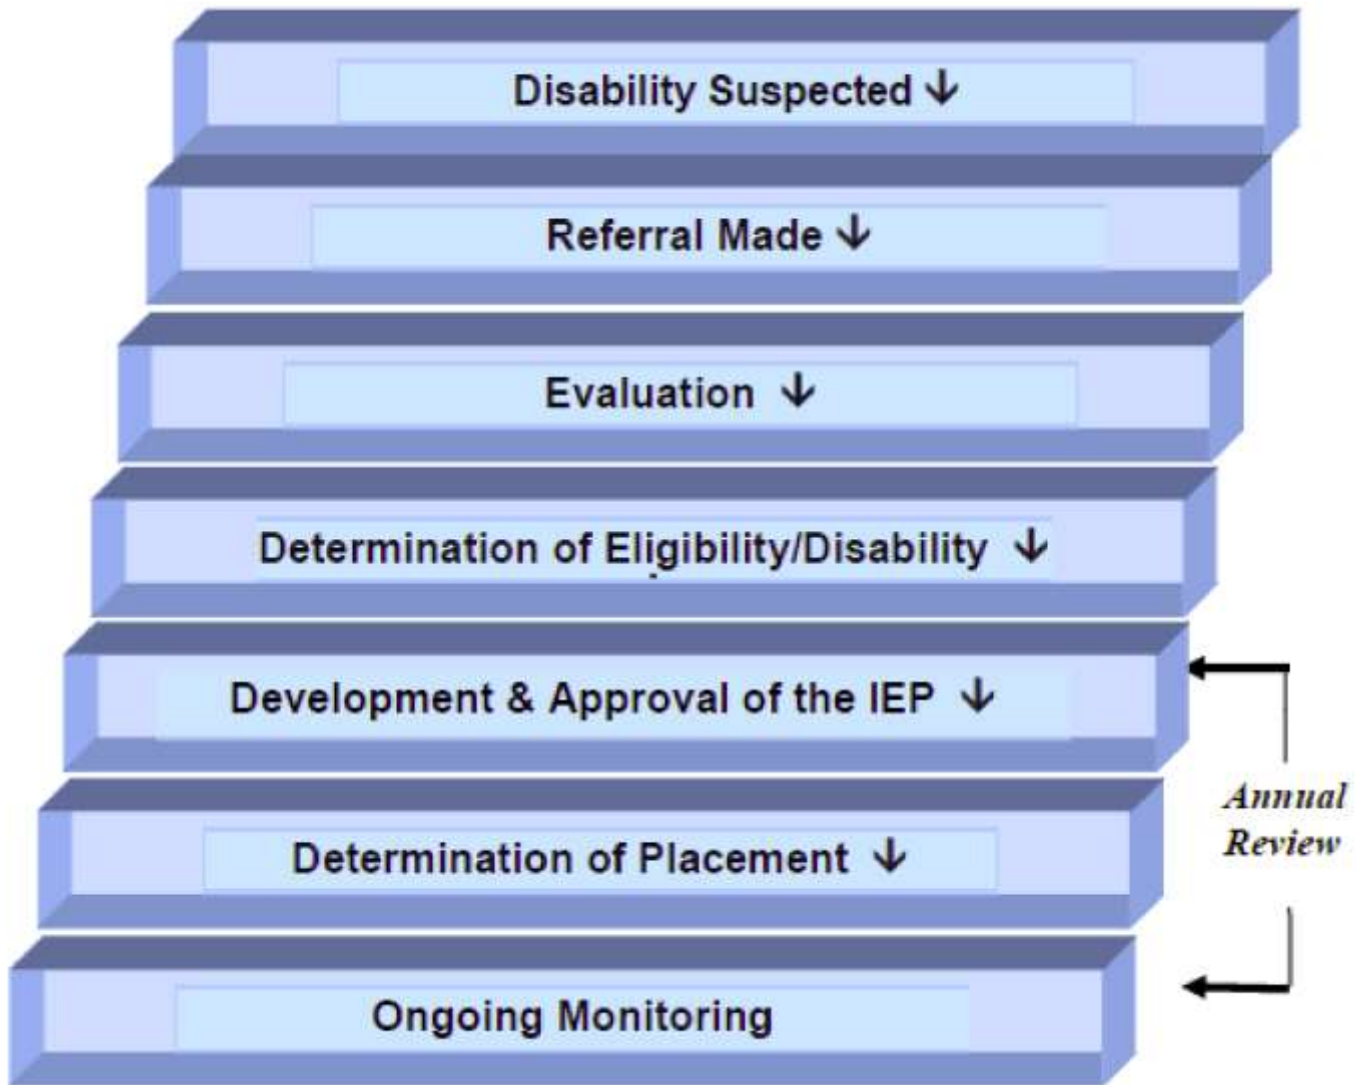 Disability Suspected ↓
Referral Made ↓
Evaluation ↓
Determination of Eligibility/Disability ↓
Development & Approval of the IEP ↓
Determination of Placement ↓
Ongoing Monitoring
Annual
Review